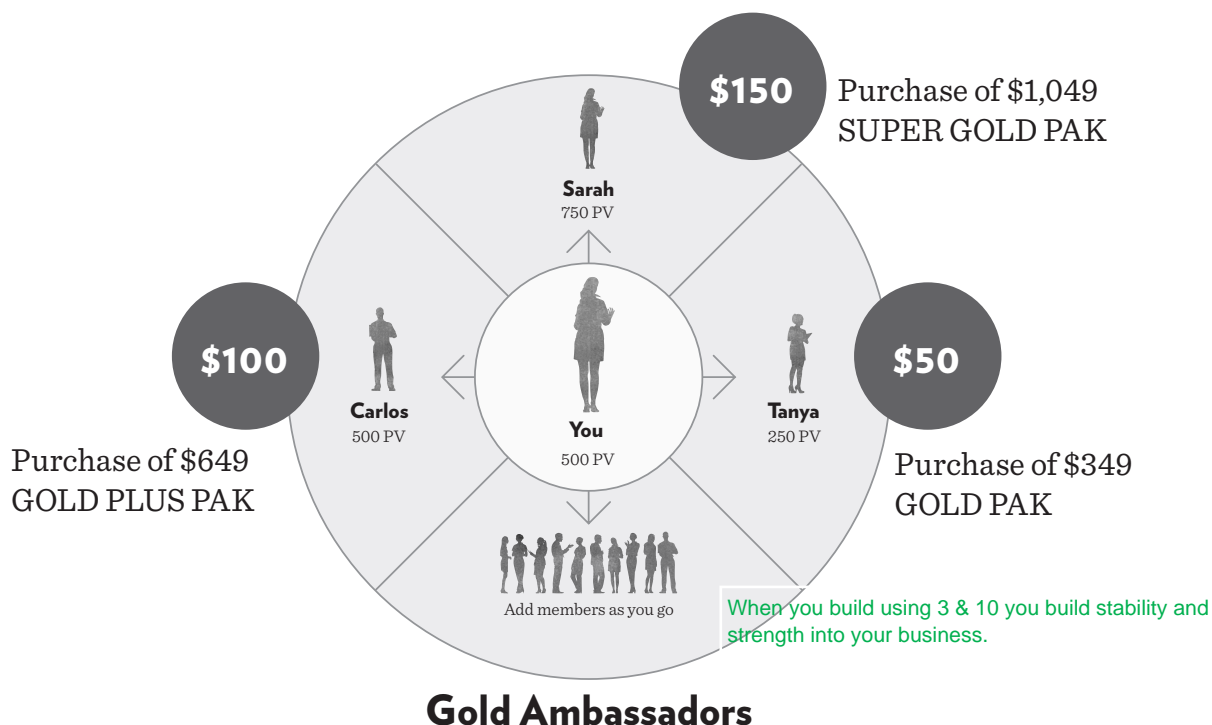 $150
Purchase of $1,049
SUPER GOLD PAK
Sarah
750 PV
$100
Carlos
500 PV
Purchase of $649
GOLD PLUS PAK
You
500 PV
$50
Tanya
250 PV
Purchase of $349
GOLD PAK
Add members as you go
When you build using 3 & 10 you build stability and
strength into your business.
Gold Ambassadors